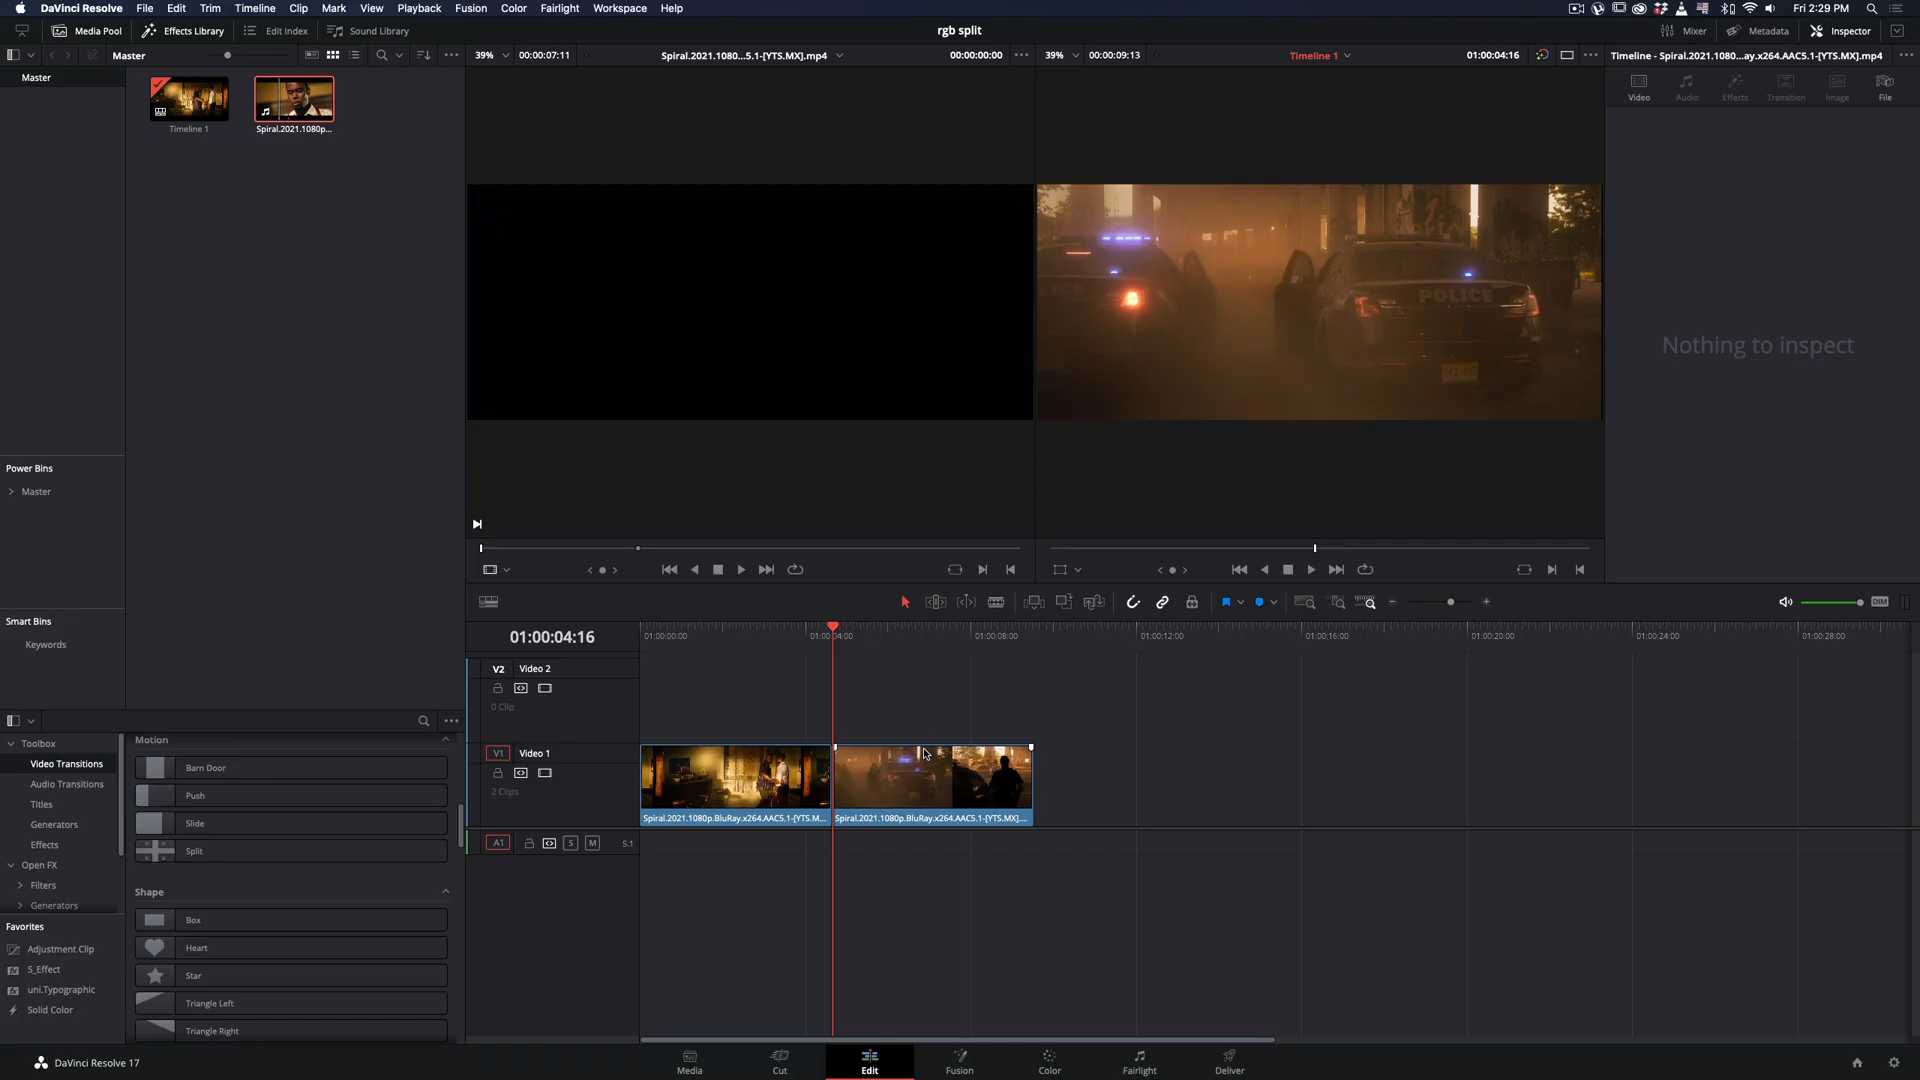 DaVinci Resolve File Edit Trim Timeline Clip Mark View Playback Fusion Color Fairlight Workspace Help Fri 2:29 PM
Media Pool Effects Library Edit Index Sound Library rgb split Mixer Metadata Inspector
Master 39% 00:00:07:11 Spiral.2021.1080...5.1-[YTS.MX].mp4 00:00:00:00 39% 00:00:09:13 Timeline 1 01:00:04:16 Timeline - Spiral.2021.1080...ay.x264.AAC5.1-[YTS.MX].mp4
Master
Video Audio Effects Transition Image File
Timeline 1 Spiral.2021.1080p...
POLICE
Nothing to inspect
Power Bins
Master
Smart Bins
Keywords
DIM
01:00:04:16 01:00:00:00 01:00:04:00 01:00:08:00 01:00:12:00 01:00:16:00 01:00:20:00 01:00:24:00 01:00:28:00
V2 Video 2
0 Clip
V1 Video 1
2 Clips
Spiral.2021.1080p.BluRay.x264.AAC5.1-[YTS.M... Spiral.2021.1080p.BluRay.x264.AAC5.1-[YTS.MX]....
A1 S M 5.1
Toolbox
Video Transitions
Audio Transitions
Titles
Generators
Effects
Open FX
Filters
Generators
Favorites
Adjustment Clip
S_Effect
uni.Typographic
Solid Color
Motion
Barn Door
Push
Slide
Split
Shape
Box
Heart
Star
Triangle Left
Triangle Right
DaVinci Resolve 17
Media Cut Edit Fusion Color Fairlight Deliver